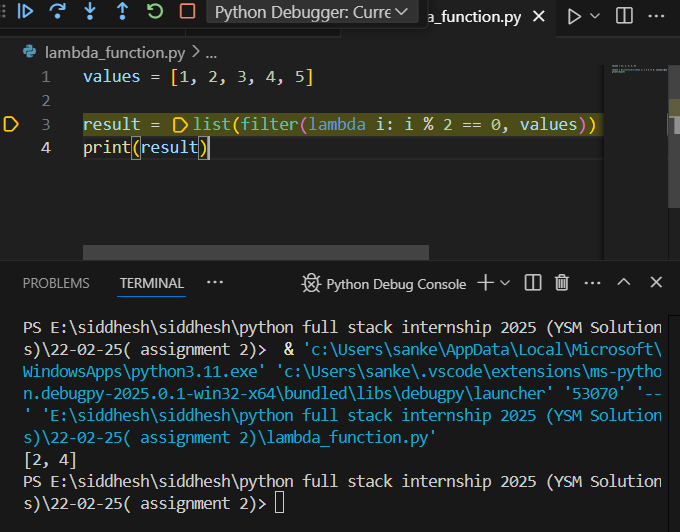 Python Debugger: Curre
a_function.py
lambda_function.py > ...
1 values = [1, 2, 3, 4, 5]
2
3 result = list(filter(lambda i: i % 2 == 0, values))
4 print(result)
PROBLEMS TERMINAL ... Python Debug Console
PS E:\siddhesh\siddhesh\python full stack internship 2025 (YSM Solution
s)\22-02-25( assignment 2)>  & 'c:\Users\sanke\AppData\Local\Microsoft\
WindowsApps\python3.11.exe' 'c:\Users\sanke\.vscode\extensions\ms-pytho
n.debugpy-2025.0.1-win32-x64\bundled\libs\debugpy\launcher' '53070' '--
' 'E:\siddhesh\siddhesh\python full stack internship 2025 (YSM Solution
s)\22-02-25( assignment 2)\lambda_function.py'
[2, 4]
PS E:\siddhesh\siddhesh\python full stack internship 2025 (YSM Solution
s)\22-02-25( assignment 2)>